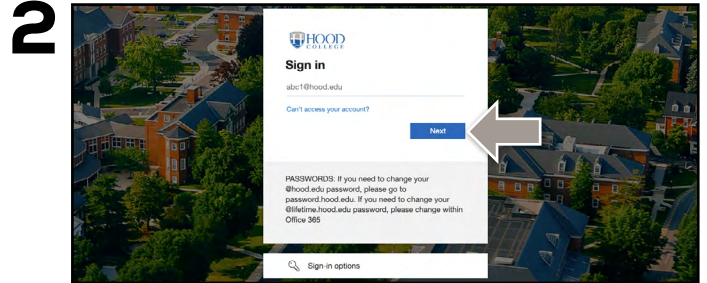 2
HOOD
COLLEGE
Sign in
abc1@hood.edu
Can't access your account?
Next
PASSWORDS: If you need to change your
@hood.edu password, please go to
password.hood.edu. If you need to change your
@lifetime.hood.edu password, please change within
Office 365
Sign-in options